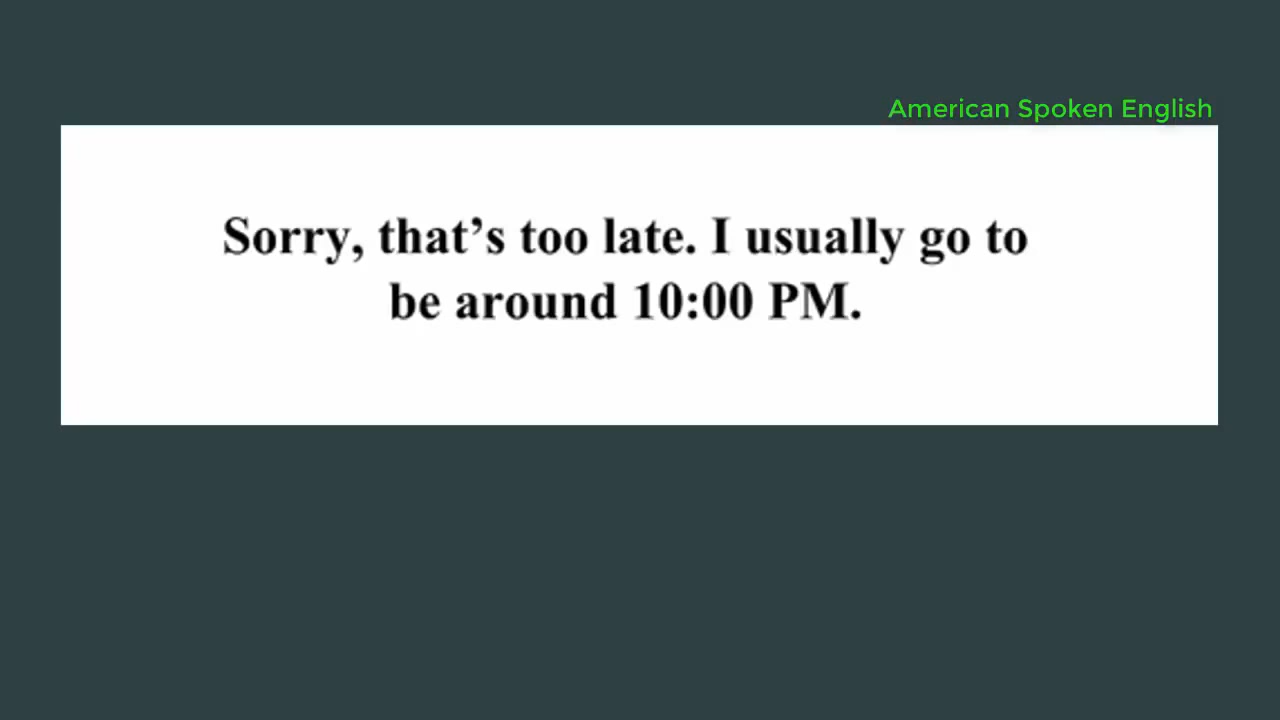 American Spoken English
Sorry, that’s too late. I usually go to
be around 10:00 PM.